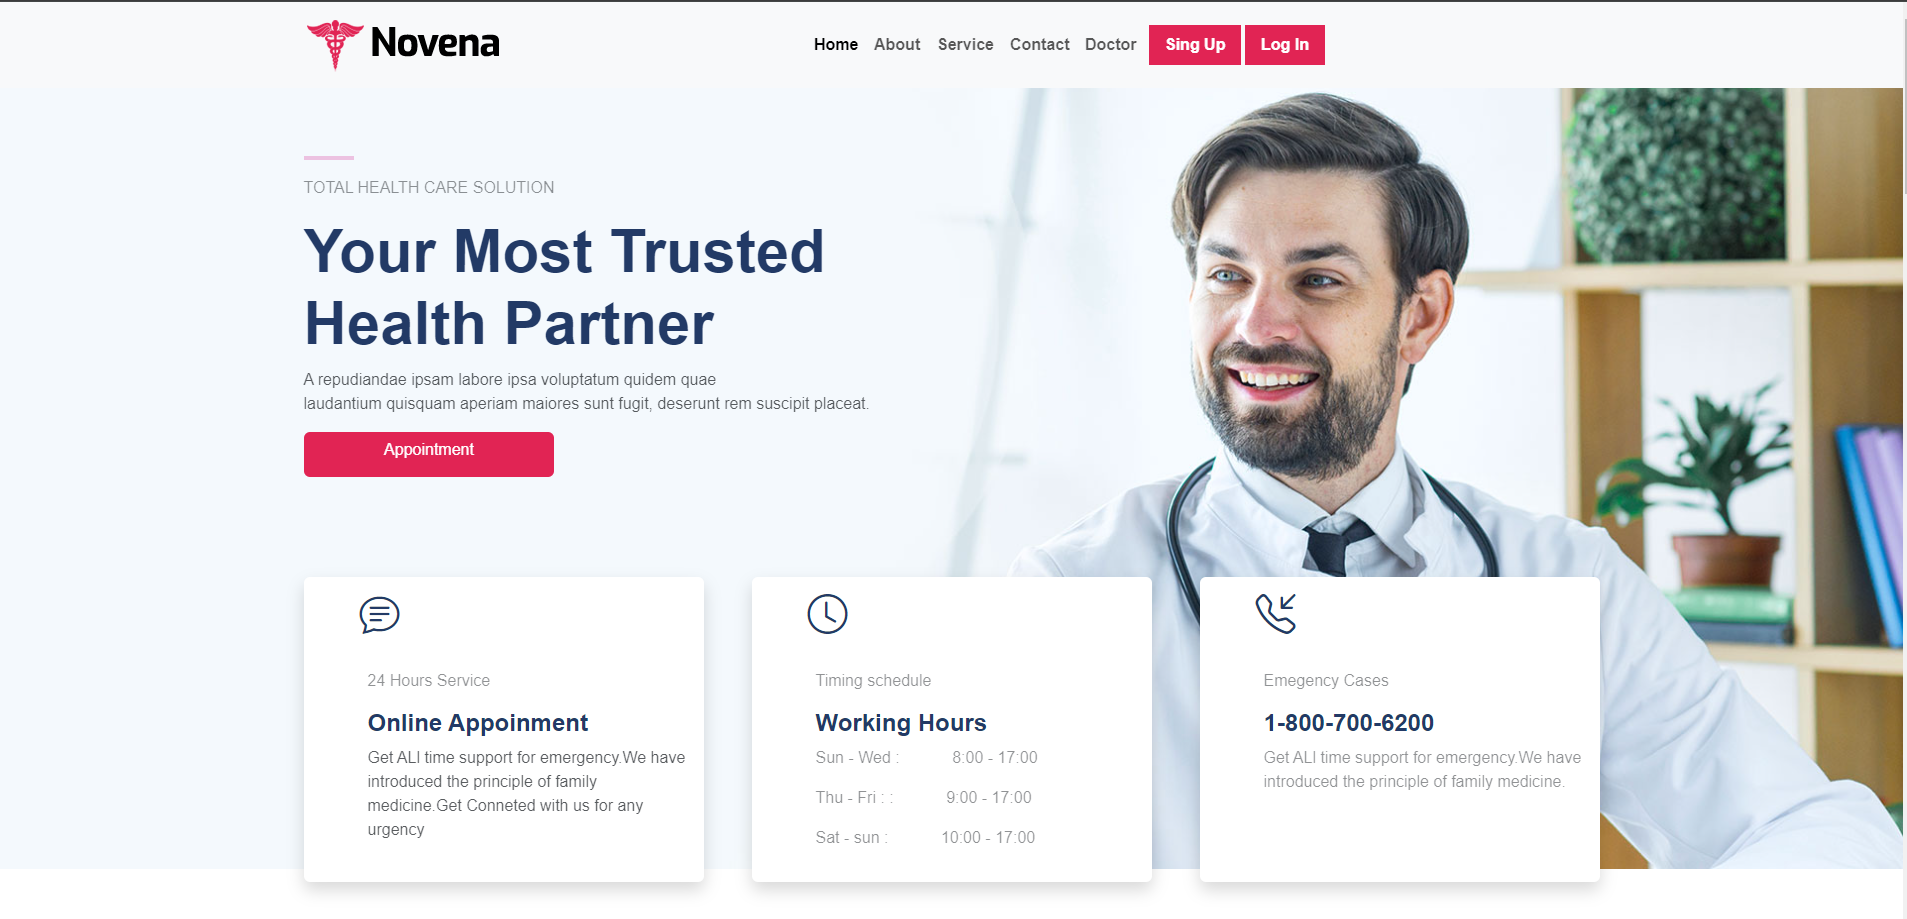 Novena
Home About Service Contact Doctor Sing Up Log In
TOTAL HEALTH CARE SOLUTION
Your Most Trusted
Health Partner
A repudiandae ipsam labore ipsa voluptatum quidem quae
laudantium quisquam aperiam maiores sunt fugit, deserunt rem suscipit placeat.
Appointment
24 Hours Service
Online Appoinment
Get ALl time support for emergency.We have
introduced the principle of family
medicine.Get Conneted with us for any
urgency
Timing schedule
Working Hours
Sun - Wed : 8:00 - 17:00
Thu - Fri : : 9:00 - 17:00
Sat - sun : 10:00 - 17:00
Emegency Cases
1-800-700-6200
Get ALl time support for emergency.We have
introduced the principle of family medicine.